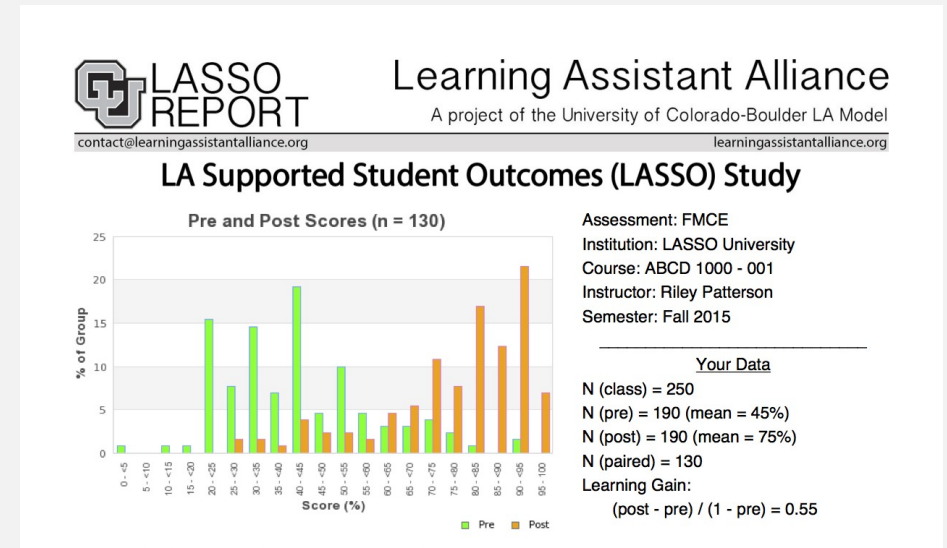 LASSO
REPORT
Learning Assistant Alliance
A project of the University of Colorado-Boulder LA Model
contact@learningassistantalliance.org
learningassistantalliance.org
LA Supported Student Outcomes (LASSO) Study
Pre and Post Scores (n = 130)
% of Group
25
20
15
10
5
0
0 - <5
5 - <10
10 - <15
15 - <20
20 - <25
25 - <30
30 - <35
35 - <40
40 - <45
45 - <50
50 - <55
55 - <60
60 - <65
65 - <70
70 - <75
75 - <80
80 - <85
85 - <90
90 - <95
95 - 100
Score (%)
Pre
Post
Assessment: FMCE
Institution: LASSO University
Course: ABCD 1000 - 001
Instructor: Riley Patterson
Semester: Fall 2015
Your Data
N (class) = 250
N (pre) = 190 (mean = 45%)
N (post) = 190 (mean = 75%)
N (paired) = 130
Learning Gain:
(post - pre) / (1 - pre) = 0.55